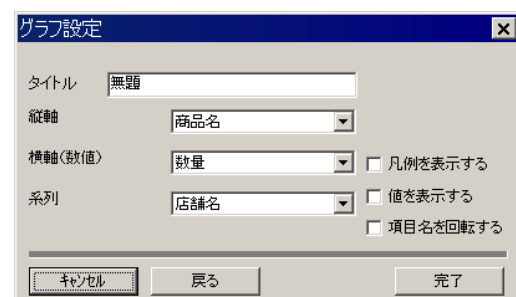 グラフ設定
タイトル 無題
縦軸 商品名
横軸(数値) 数量 凡例を表示する
系列 店舗名 値を表示する
項目名を回転する
キャンセル 戻る 完了